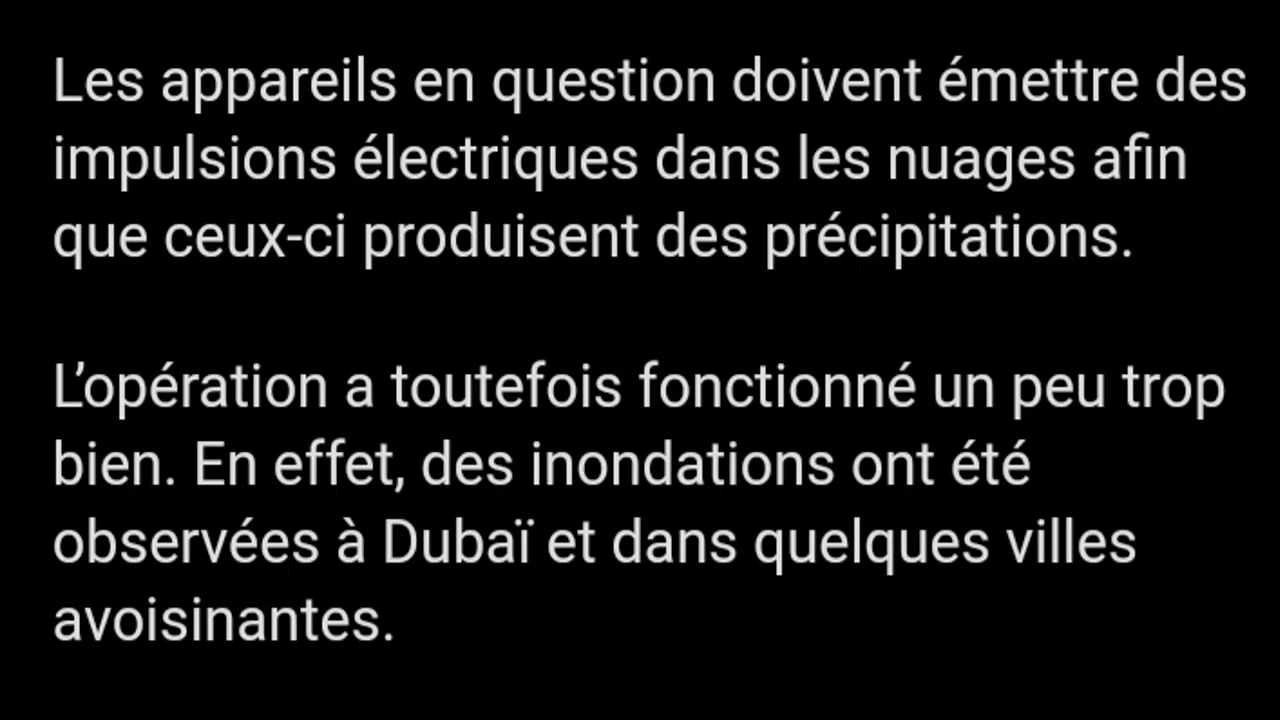 Les appareils en question doivent émettre des
impulsions électriques dans les nuages afin
que ceux-ci produisent des précipitations.
L’opération a toutefois fonctionné un peu trop
bien. En effet, des inondations ont été
observées à Dubaï et dans quelques villes
avoisinantes.